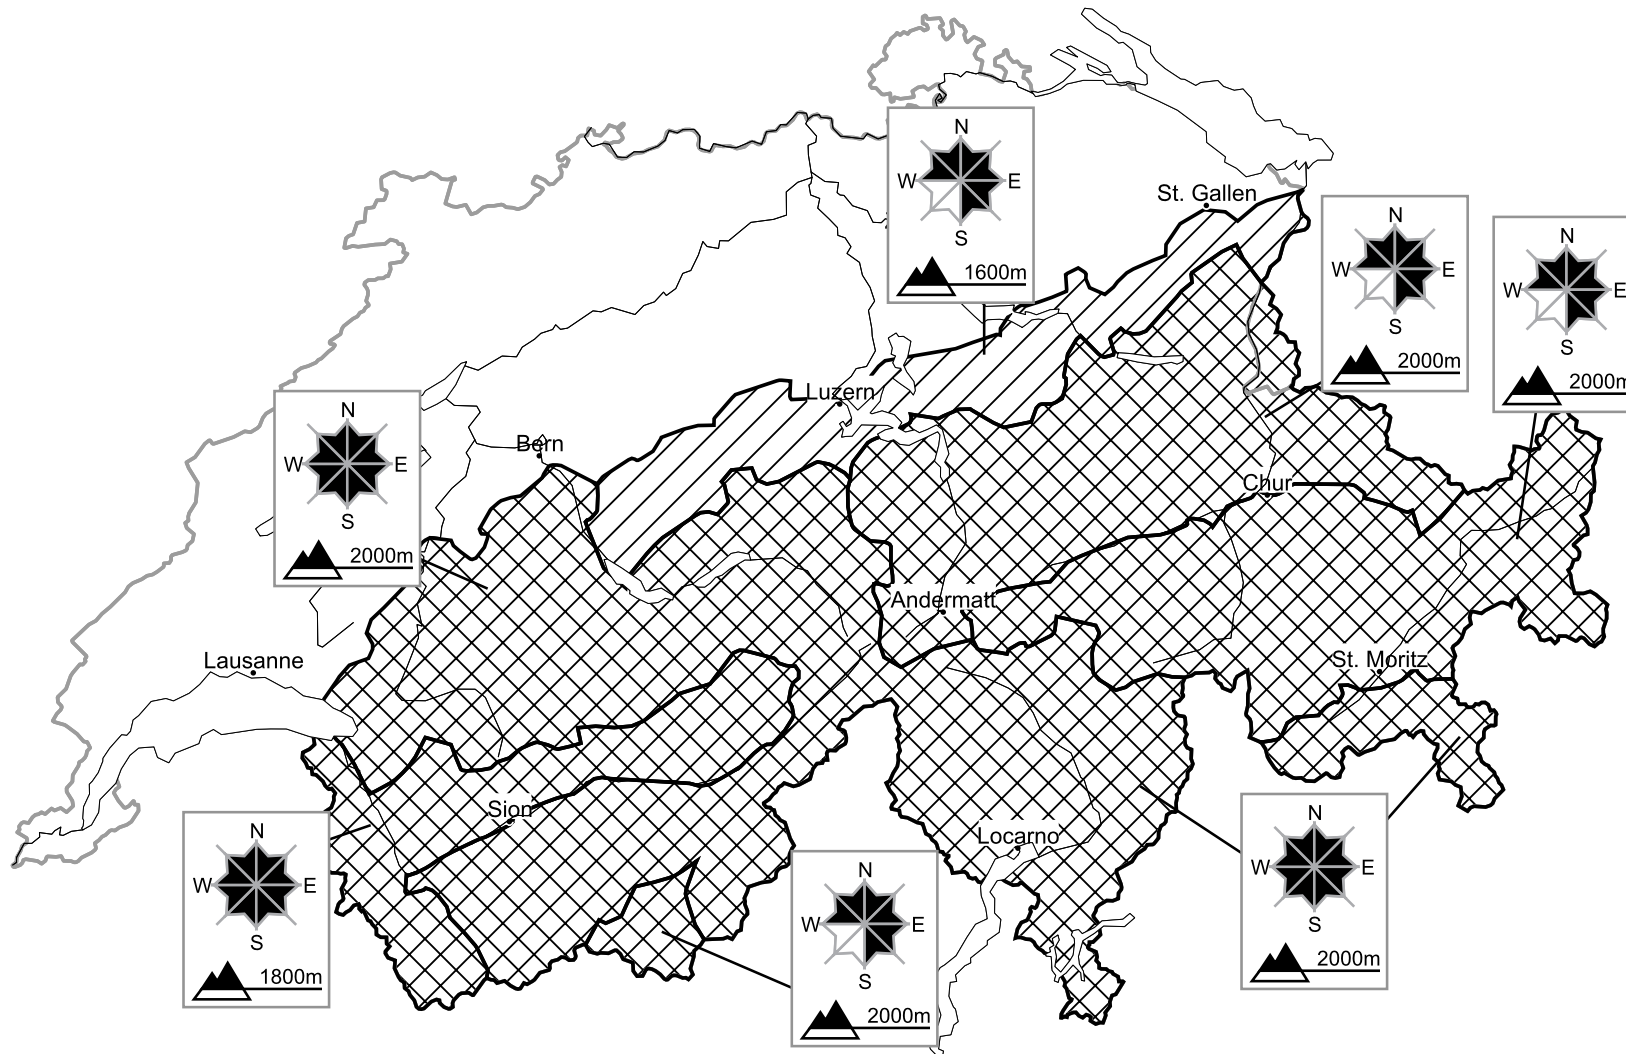 N
W E
S
1600m
St. Gallen
N
W E
S
2000m
N
W E
S
2000m
Luzern
N
W E
S
2000m
Bern
Chur
Andermatt
Lausanne
St. Moritz
Sion
Locarno
N
W E
S
1800m
N
W E
S
2000m
N
W E
S
2000m